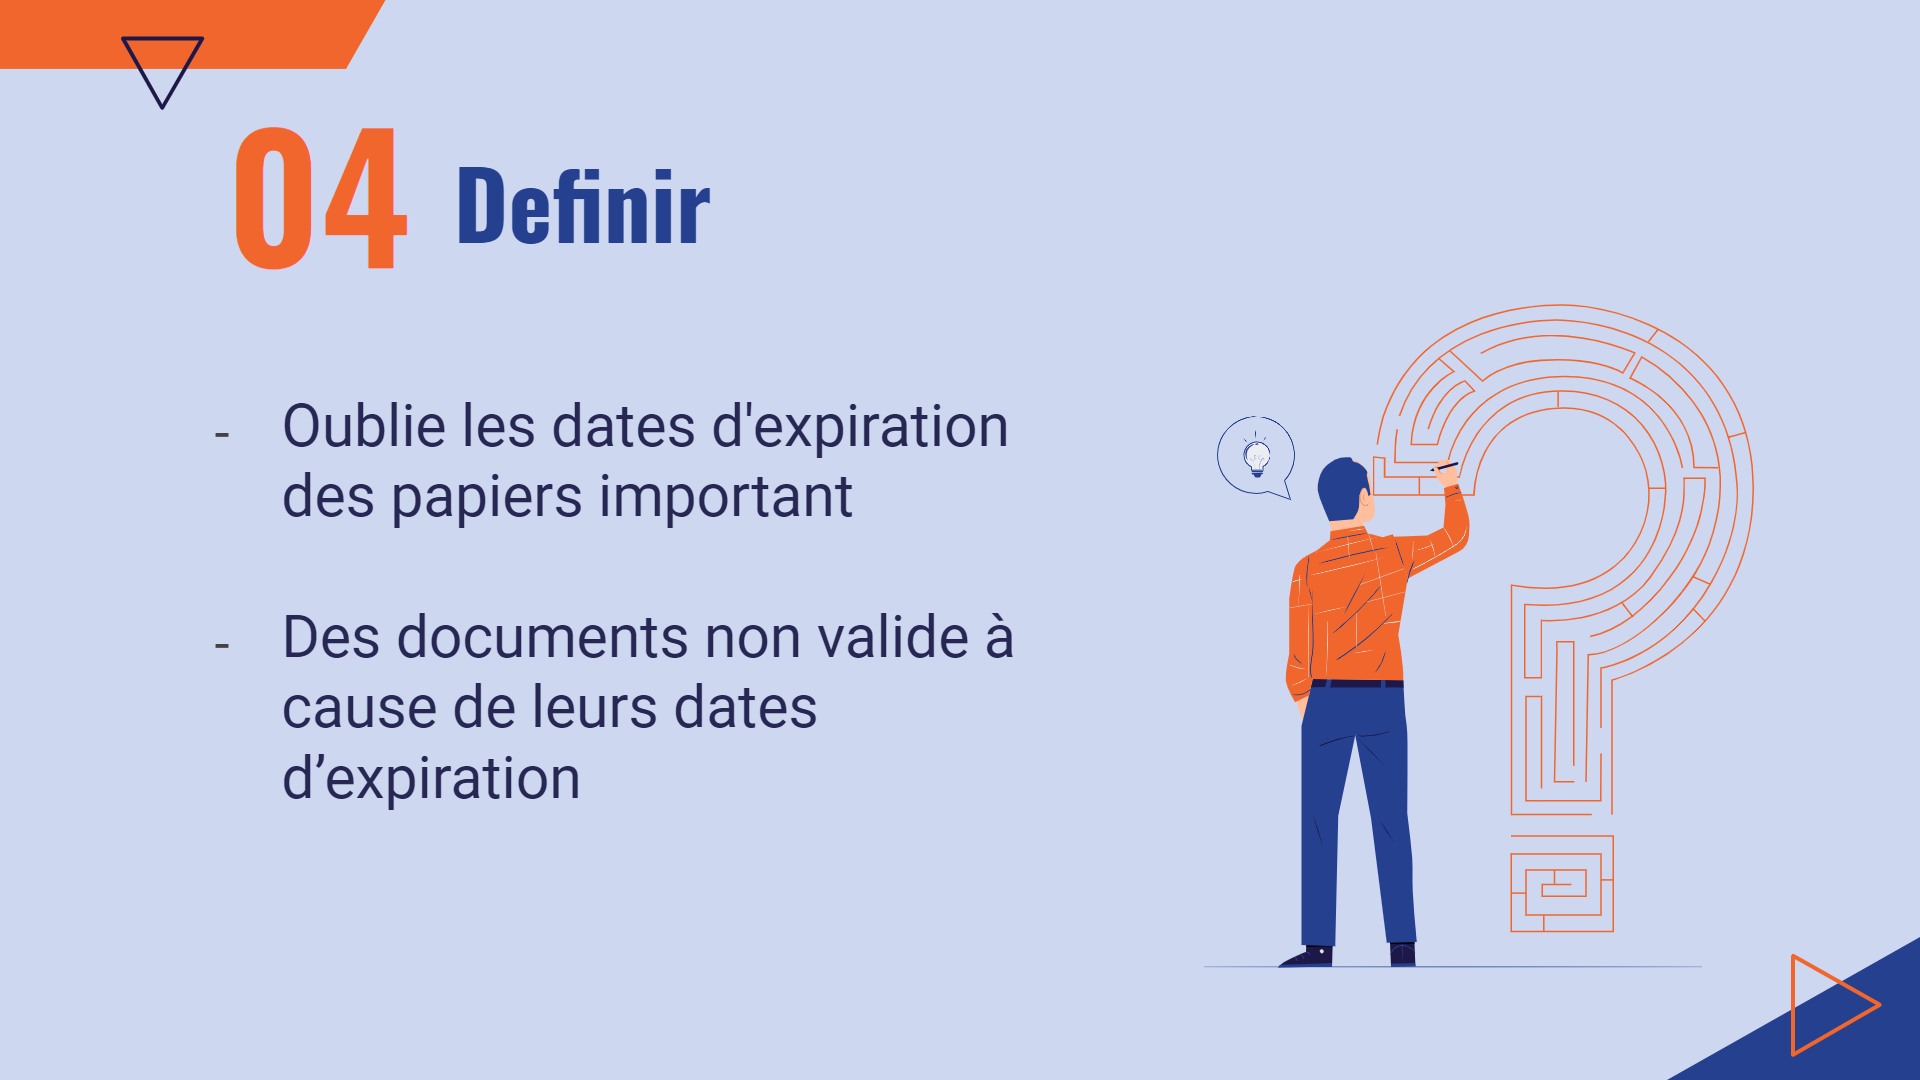 04 Definir
- Oublie les dates d'expiration
des papiers important
- Des documents non valide à
cause de leurs dates
d’expiration